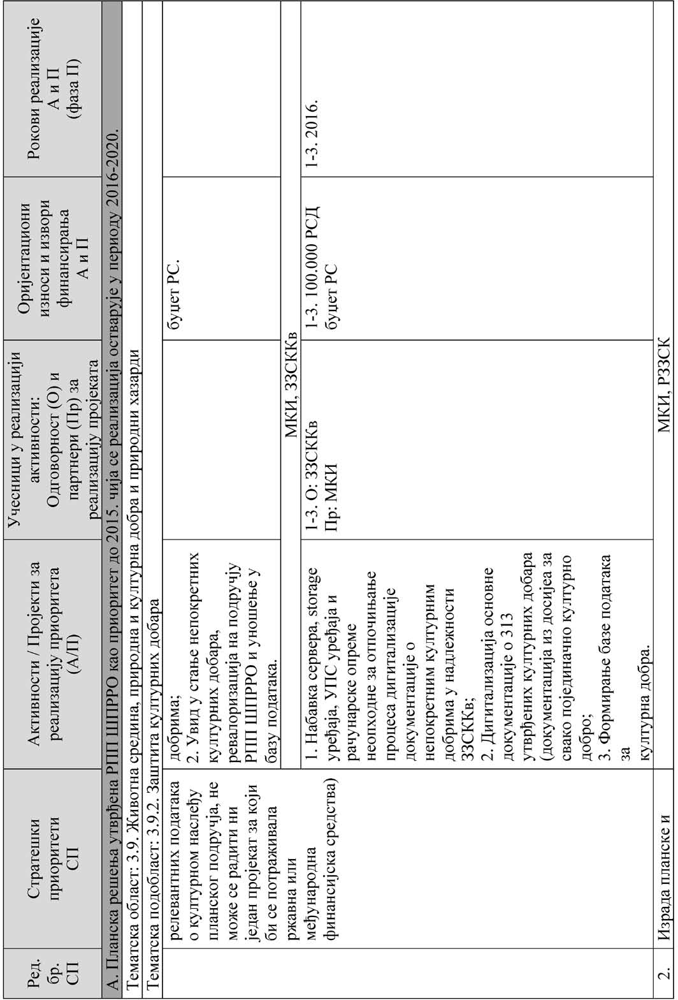 Ред.
бр.
СП
Стратешки
приоритети
СП
Активности / Пројекти за
реализацију приоритета
(А/П)
Учесници у реализацији
активности:
Одговорност (О) и
партнери (Пр) за
реализацију пројеката
Оријентациони
износи и извори
финансирања
А и П
Рокови реализације
А и П
(фаза П)
А. Планска решења утврђена РПП ШПРРО као приоритет до 2015. чија се реализација остварује у периоду 2016-2020.
Тематска област: 3.9. Животна средина, природна и културна добра и природни хазарди
Тематска подобласт: 3.9.2. Заштита културних добара
релевантних података
о културном наслеђу
планског подручја, не
може се радити ни
један пројекат за који
би се потраживала
ржавна или
међународна
финансијска средства)
добрима;
2. Увид у стање непокретних
културних добара,
ревалоризација на подручју
РПП ШПРРО и уношење у
базу података.
буџет РС.
МКИ, ЗЗСККв
1. Набавка сервера, storage
уређаја, УПС уређаја и
рачунарске опреме
неопходне за отпочињање
процеса дигитализације
документације о
непокретним културним
добрима у надлежности
ЗЗСККв;
2. Дигитализација основне
документације о 313
утврђених културних добара
(документација из досијеа за
свако појединачно културно
добро;
3. Формирање базе података
за
културна добра.
1-3. О: ЗЗСККв
Пр: МКИ
1-3. 100.000 РСД
буџет РС
1-3. 2016.
2.
Израда планске и
МКИ, РЗЗСК